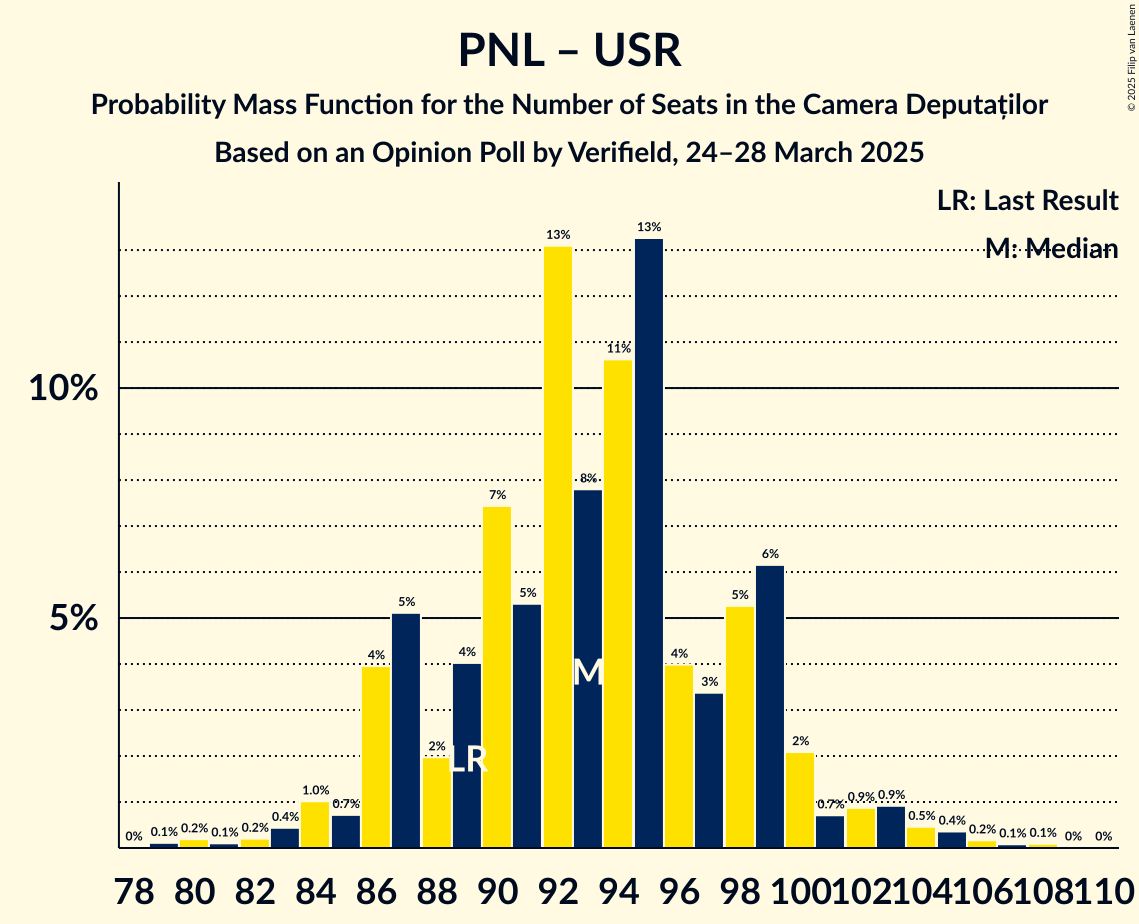 PNL – USR
Probability Mass Function for the Number of Seats in the Camera Deputaților
Based on an Opinion Poll by Verifield, 24–28 March 2025
© 2025 Filip van Laenen
LR: Last Result
M: Median
10%
5%
0% 0.1% 0.2% 0.1% 0.2% 0.4% 1.0% 0.7% 4% 5% 2% 4% 7% 5% 13% 8% 11% 13% 4% 3% 5% 6% 2% 0.7% 0.9% 0.9% 0.5% 0.4% 0.2% 0.1% 0.1% 0% 0%
LR
M
78 80 82 84 86 88 90 92 94 96 98 100 102 104 106 108 110